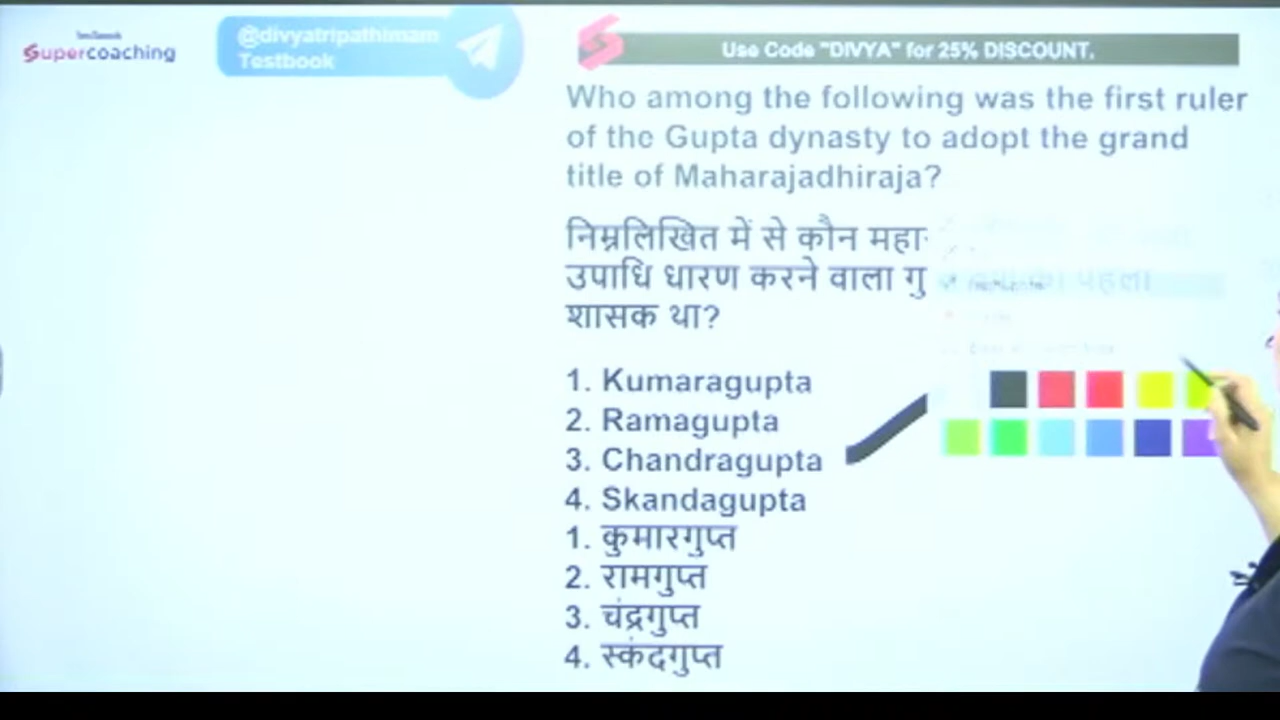 Supercoaching
@divyatripathimam
Testbook
Use Code "DIVYA" for 25% DISCOUNT.
Who among the following was the first ruler
of the Gupta dynasty to adopt the grand
title of Maharajadhiraja?
निम्नलिखित में से कौन महा
उपाधि धारण करने वाला गु का पहला
शासक था?
1. Kumaragupta
2. Ramagupta
3. Chandragupta
4. Skandagupta
1. कुमारगुप्त
2. रामगुप्त
3. चंद्रगुप्त
4. स्कंदगुप्त